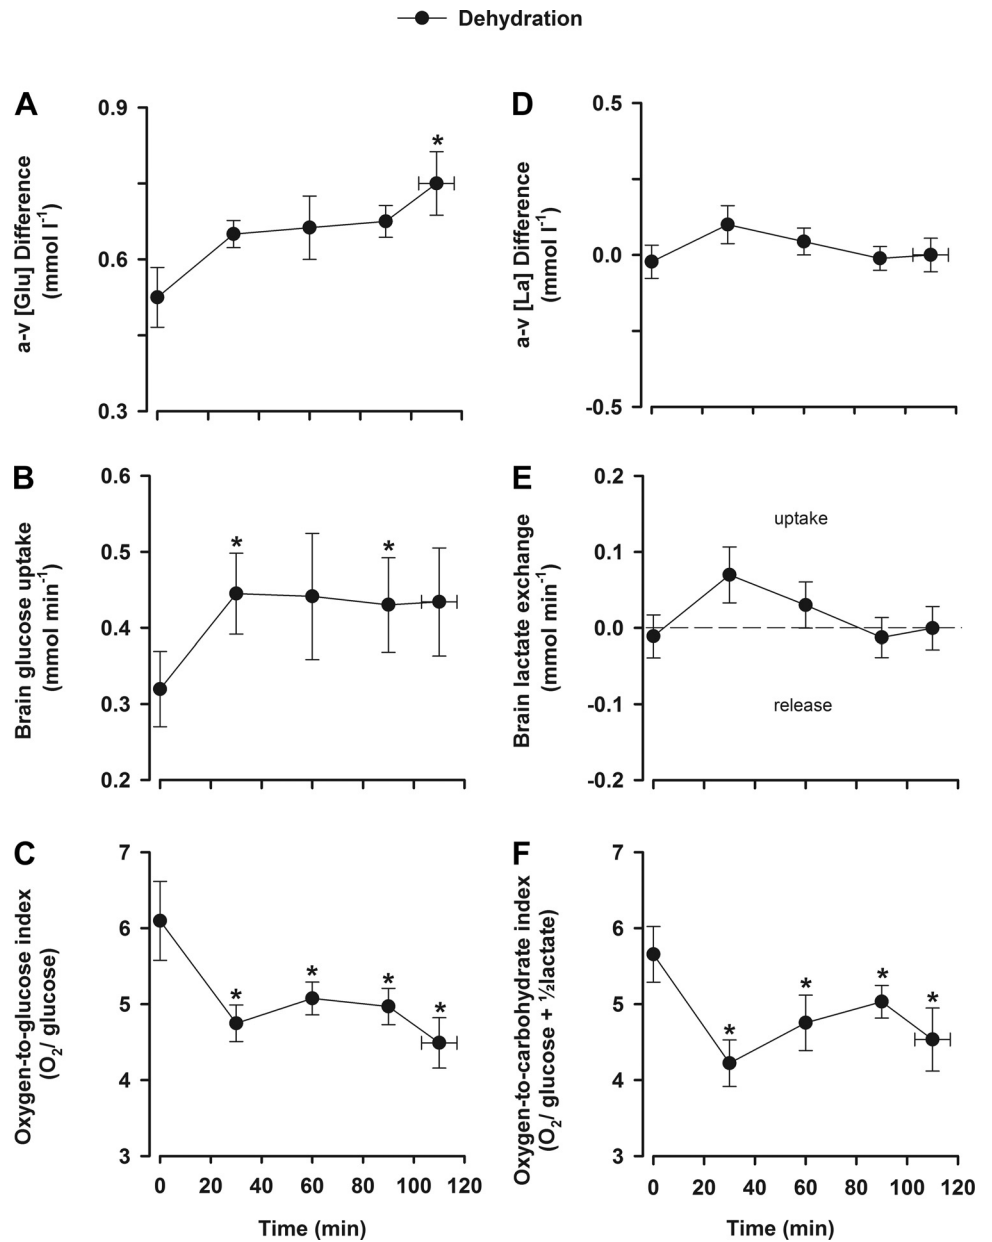 Dehydration
A
a-v [Glu] Difference
(mmol l⁻¹)
0.9
0.6
0.3
*
D
a-v [La] Difference
(mmol l⁻¹)
0.5
0.0
-0.5
B
Brain glucose uptake
(mmol min⁻¹)
0.6
0.5
0.4
0.3
0.2
* *
E
Brain lactate exchange
(mmol min⁻¹)
0.2
0.1
0.0
-0.1
-0.2
uptake
release
C
Oxygen-to-glucose index
(O₂/ glucose)
7
6
5
4
3
* * * *
0 20 40 60 80 100 120
Time (min)
F
Oxygen-to-carbohydrate index
(O₂/ glucose + ½lactate)
7
6
5
4
3
* * * *
0 20 40 60 80 100 120
Time (min)